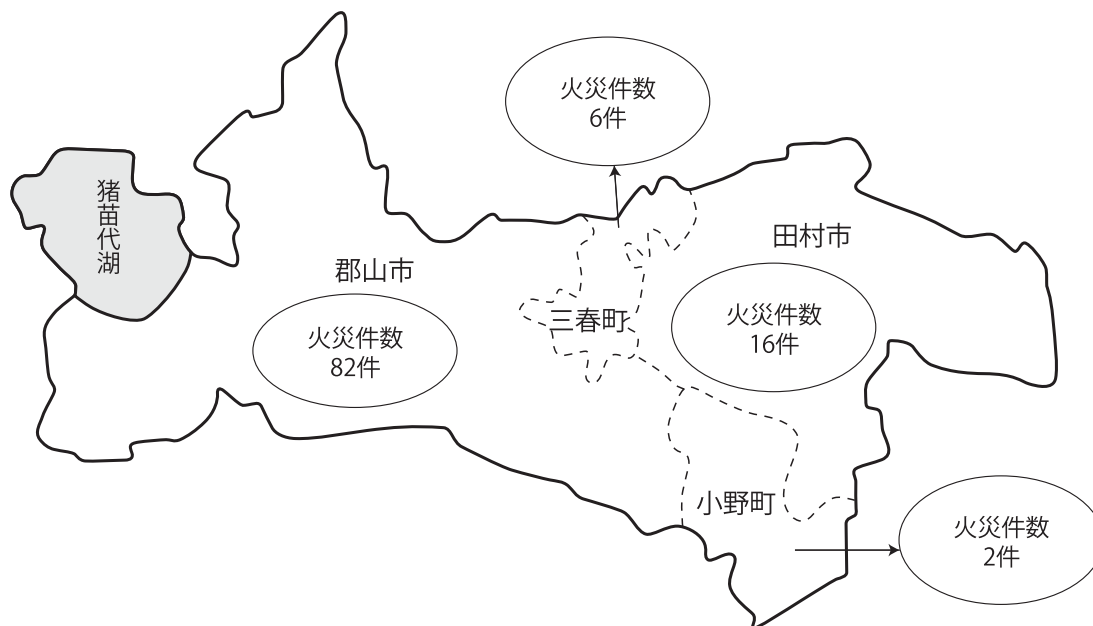 火災件数
6件
猪苗代湖
田村市
郡山市
火災件数
16件
三春町
火災件数
82件
小野町
火災件数
2件